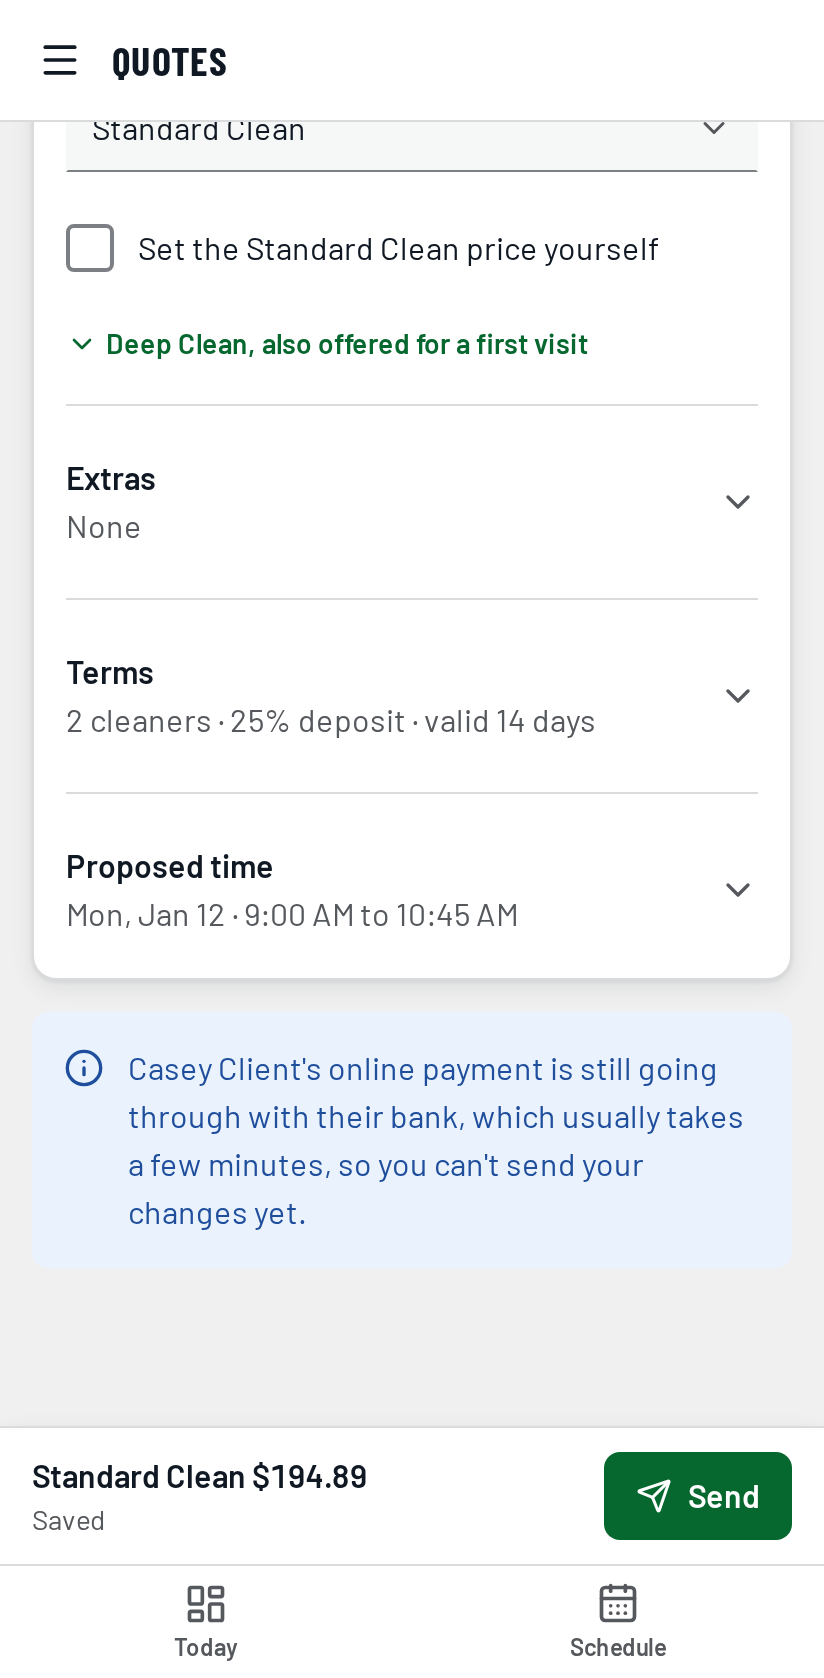 QUOTES
Standard Clean
Set the Standard Clean price yourself
Deep Clean, also offered for a first visit
Extras
None
Terms
2 cleaners · 25% deposit · valid 14 days
Proposed time
Mon, Jan 12 · 9:00 AM to 10:45 AM
Casey Client's online payment is still going
through with their bank, which usually takes
a few minutes, so you can't send your
changes yet.
Standard Clean $194.89
Saved
Send
Today
Schedule